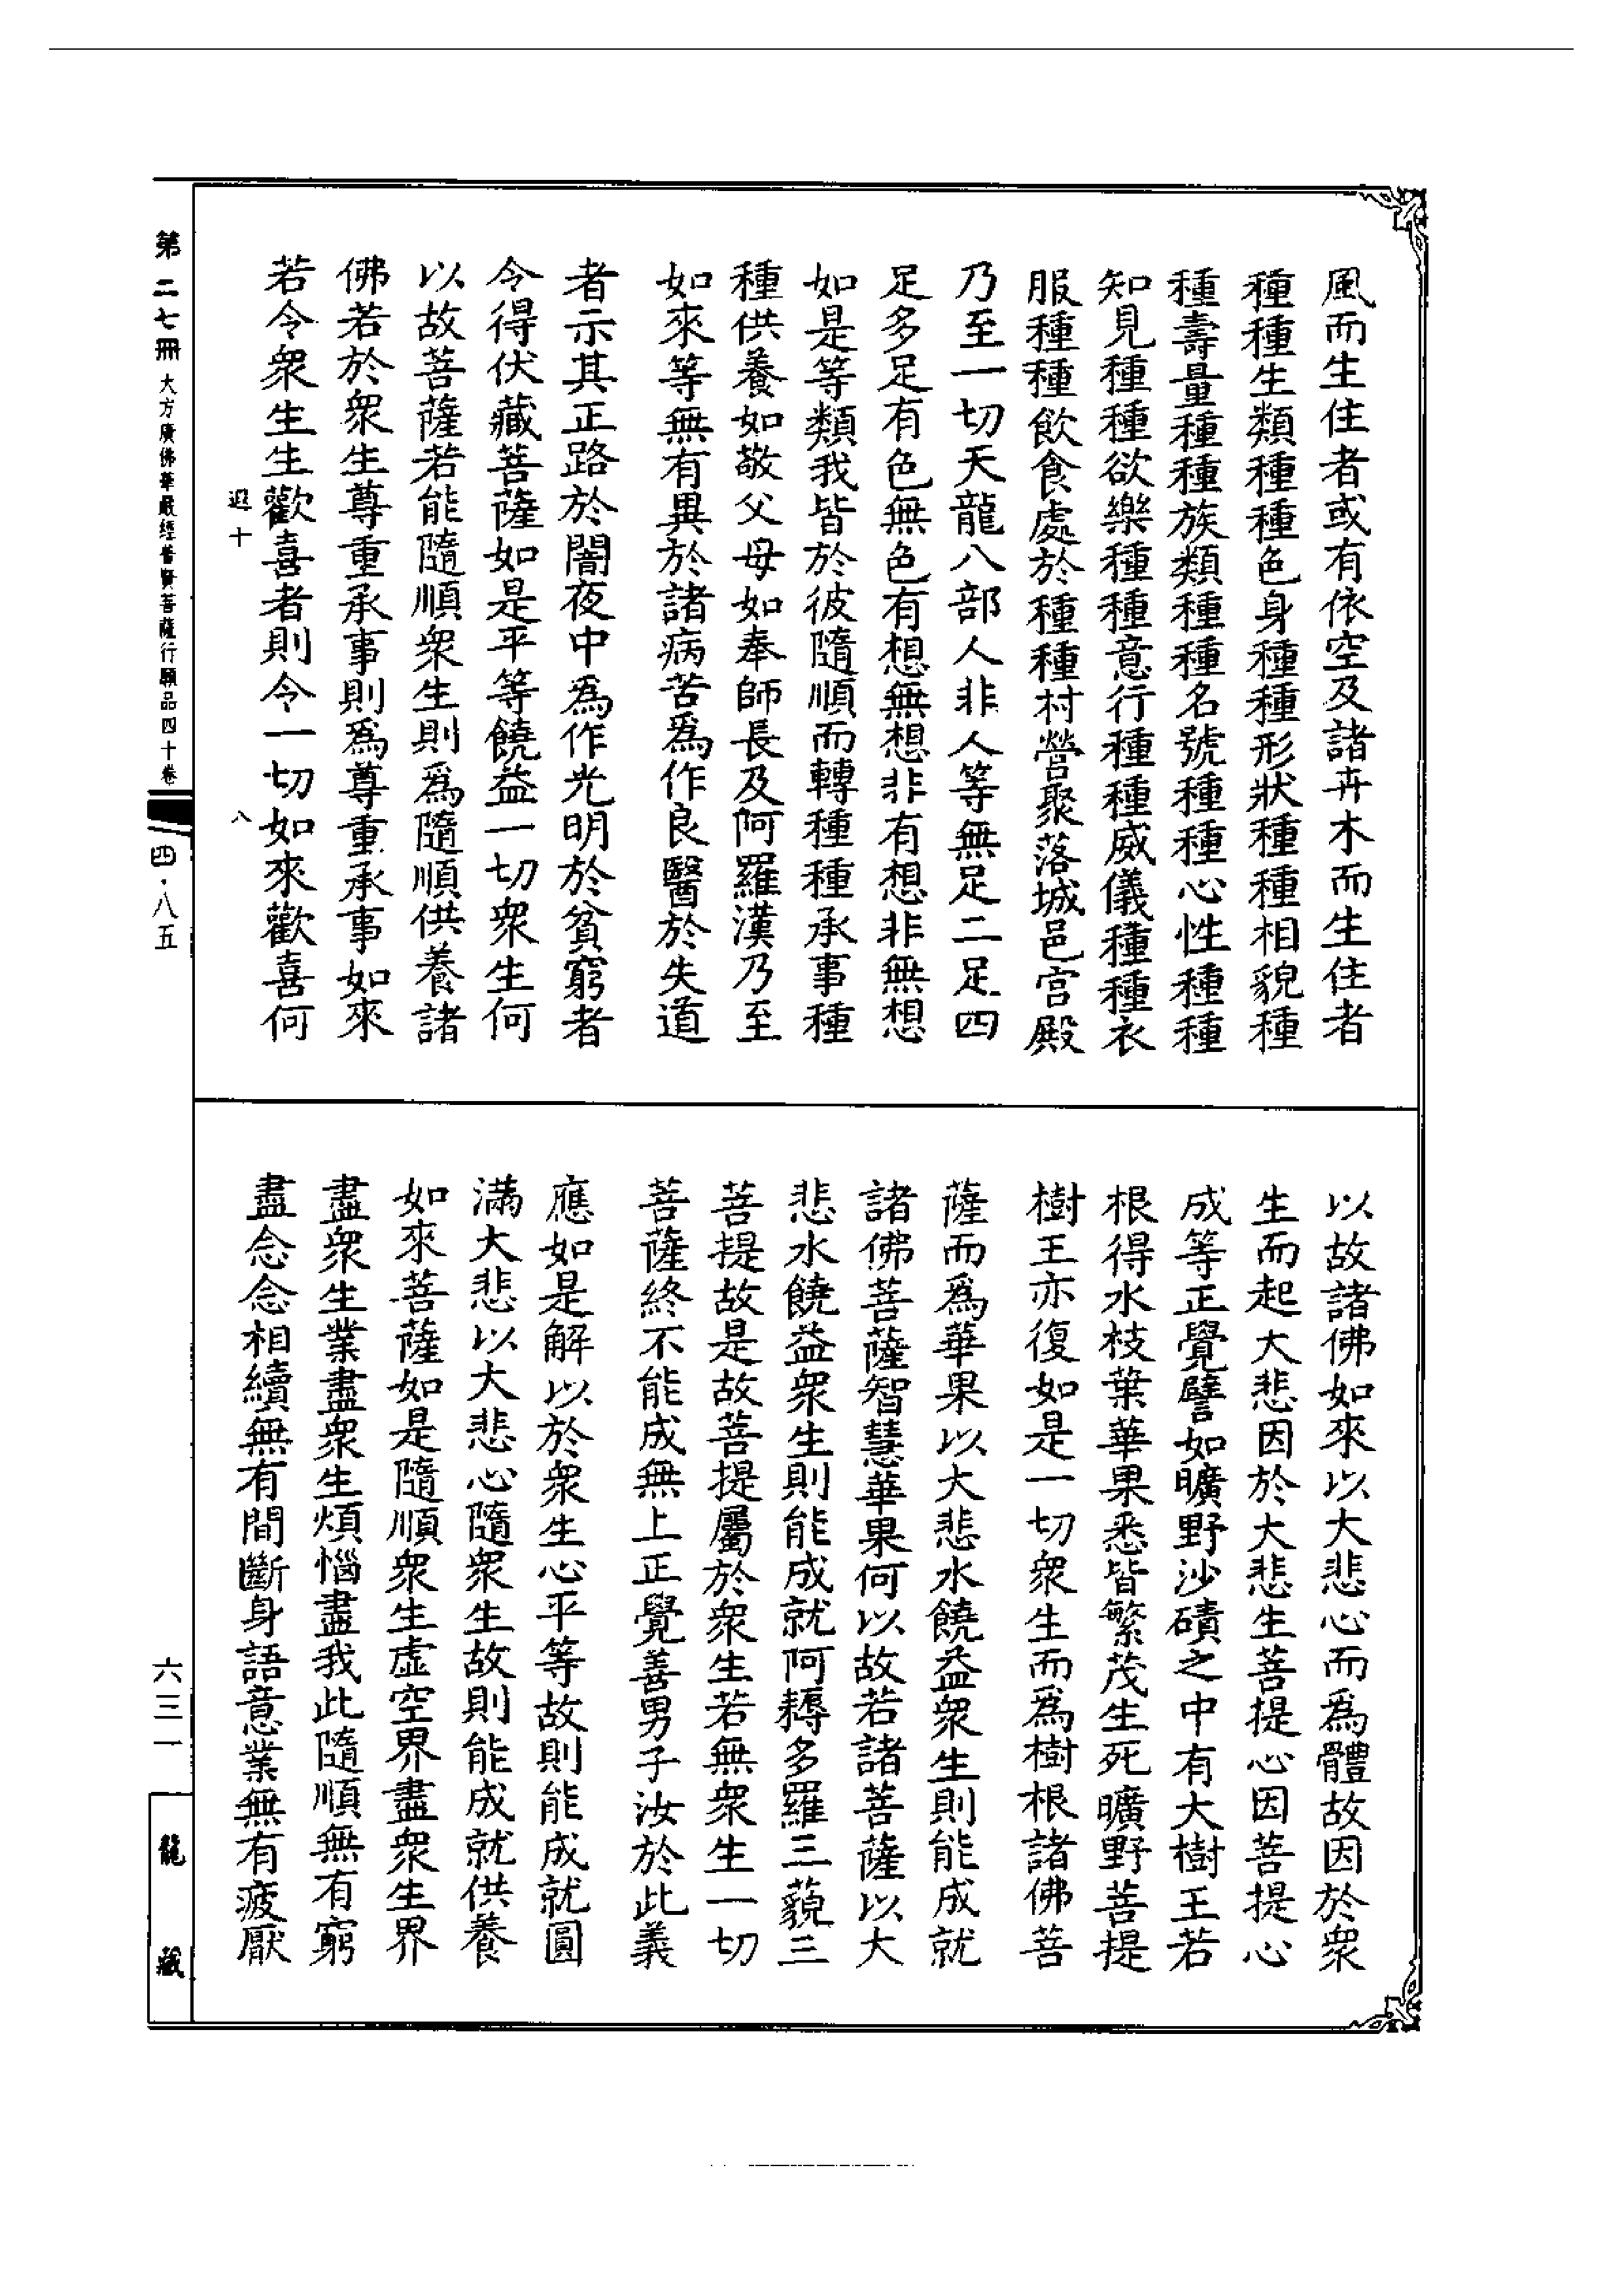 風而生住者或有依空及諸卉木而生住者
種種生類種種色身種種形狀種種相貌種
種壽量種種族類種種名號種種心性種種
知見種種欲樂種種意行種種威儀種種衣
服種種飲食處於種種村營聚落城邑宮殿
乃至一切天龍八部人非人等無足二足四
足多足有色無色有想無想非有想非無想
如是等類我皆於彼隨順而轉種種承事種
種供養如敬父母如奉師長及阿羅漢乃至
如來等無有異於諸病苦為作良醫於失道
者示其正路於闇夜中為作光明於貧窮者
令得伏藏菩薩如是平等饒益一切眾生何
以故菩薩若能隨順眾生則為隨順供養諸
佛若於眾生尊重承事則為尊重承事如來
若令眾生生歡喜者則令一切如來歡喜何
遐十 八
以故諸佛如來以大悲心而為體故因於眾
生而起大悲因於大悲生菩提心因菩提心
成等正覺譬如曠野沙磧之中有大樹王若
根得水枝葉華果悉皆繁茂生死曠野菩提
樹王亦復如是一切眾生而為樹根諸佛菩
薩而為華果以大悲水饒益眾生則能成就
諸佛菩薩智慧華果何以故若諸菩薩以大
悲水饒益眾生則能成就阿耨多羅三藐三
菩提故是故菩提屬於眾生若無眾生一切
菩薩終不能成無上正覺善男子汝於此義
應如是解以於眾生心平等故則能成就圓
滿大悲以大悲心隨眾生故則能成就供養
如來菩薩如是隨順眾生虛空界盡眾生界
盡眾生業盡眾生煩惱盡我此隨順無有窮
盡念念相續無有間斷身語意業無有疲厭
第二七冊 大方廣佛華嚴經普賢菩薩行願品四十卷
四·八五
六三一
龍藏